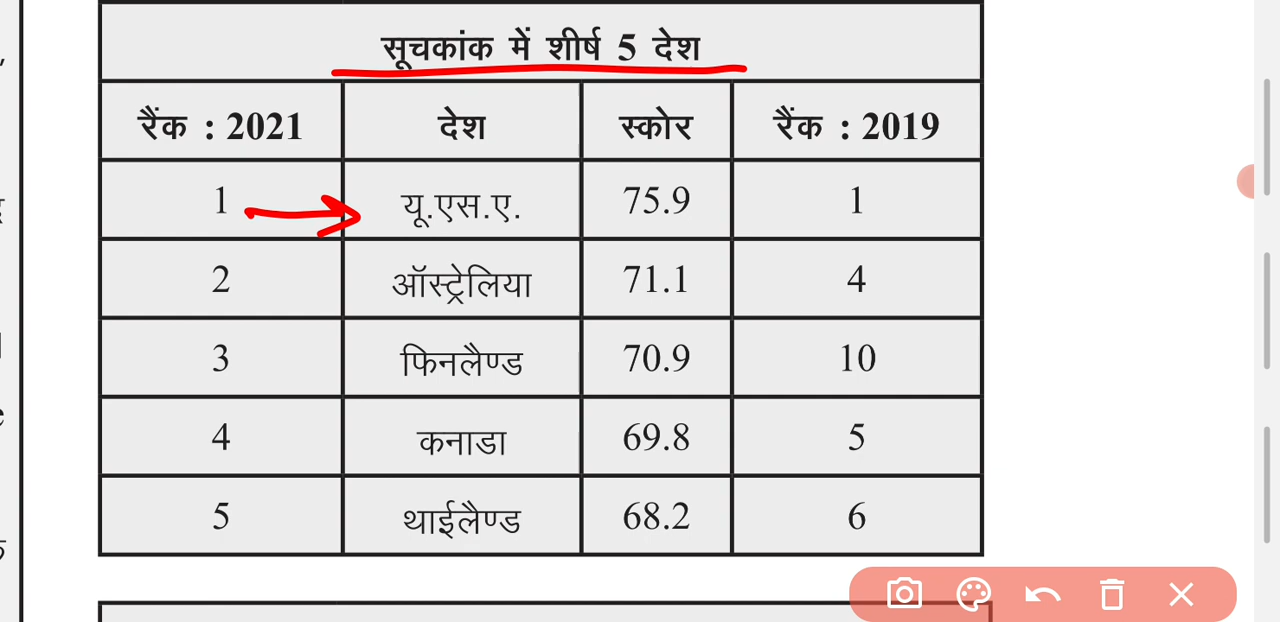 सूचकांक में शीर्ष 5 देश
रैंक : 2021 देश स्कोर रैंक : 2019
1 यू.एस.ए. 75.9 1
2 ऑस्ट्रेलिया 71.1 4
3 फिनलैण्ड 70.9 10
4 कनाडा 69.8 5
5 थाईलैण्ड 68.2 6